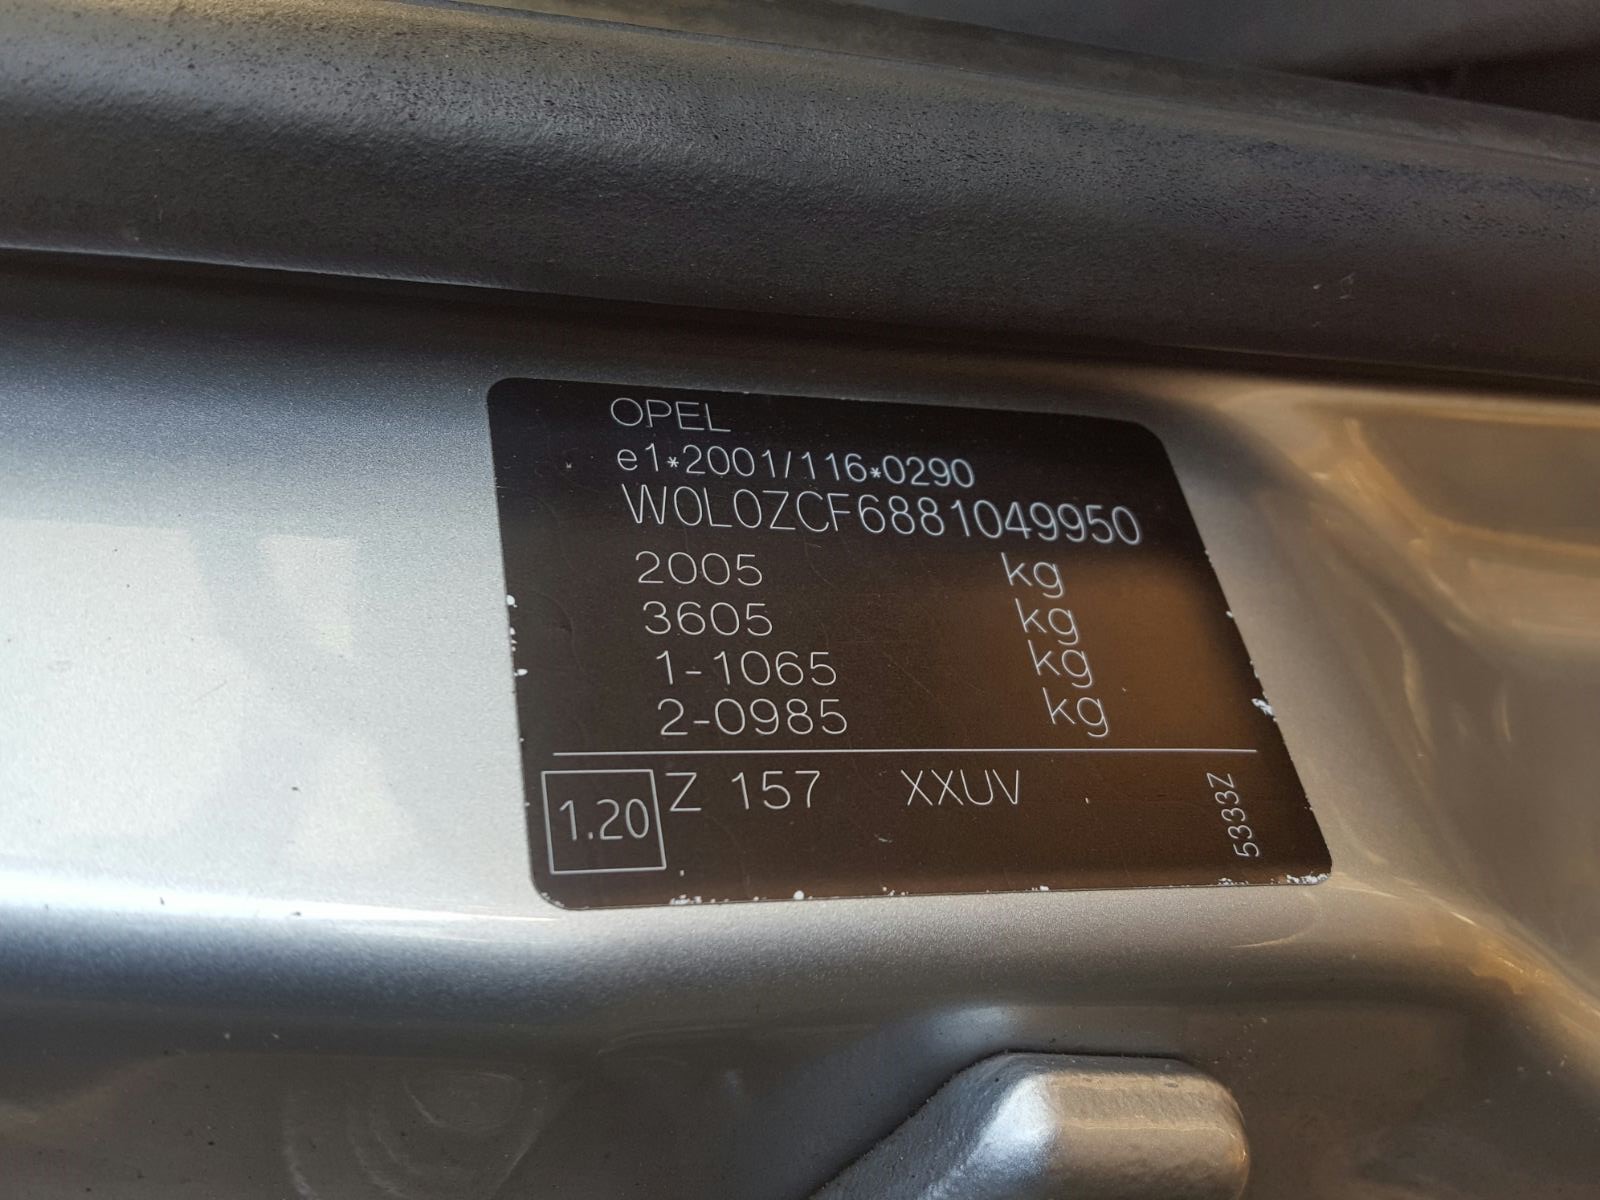 OPEL
e1*2001/116*0290
W0L0ZCF6881049950
2005 kg
3605 kg
1-1065 kg
2-0985 kg
1.20 Z 157 XXUV
5333Z